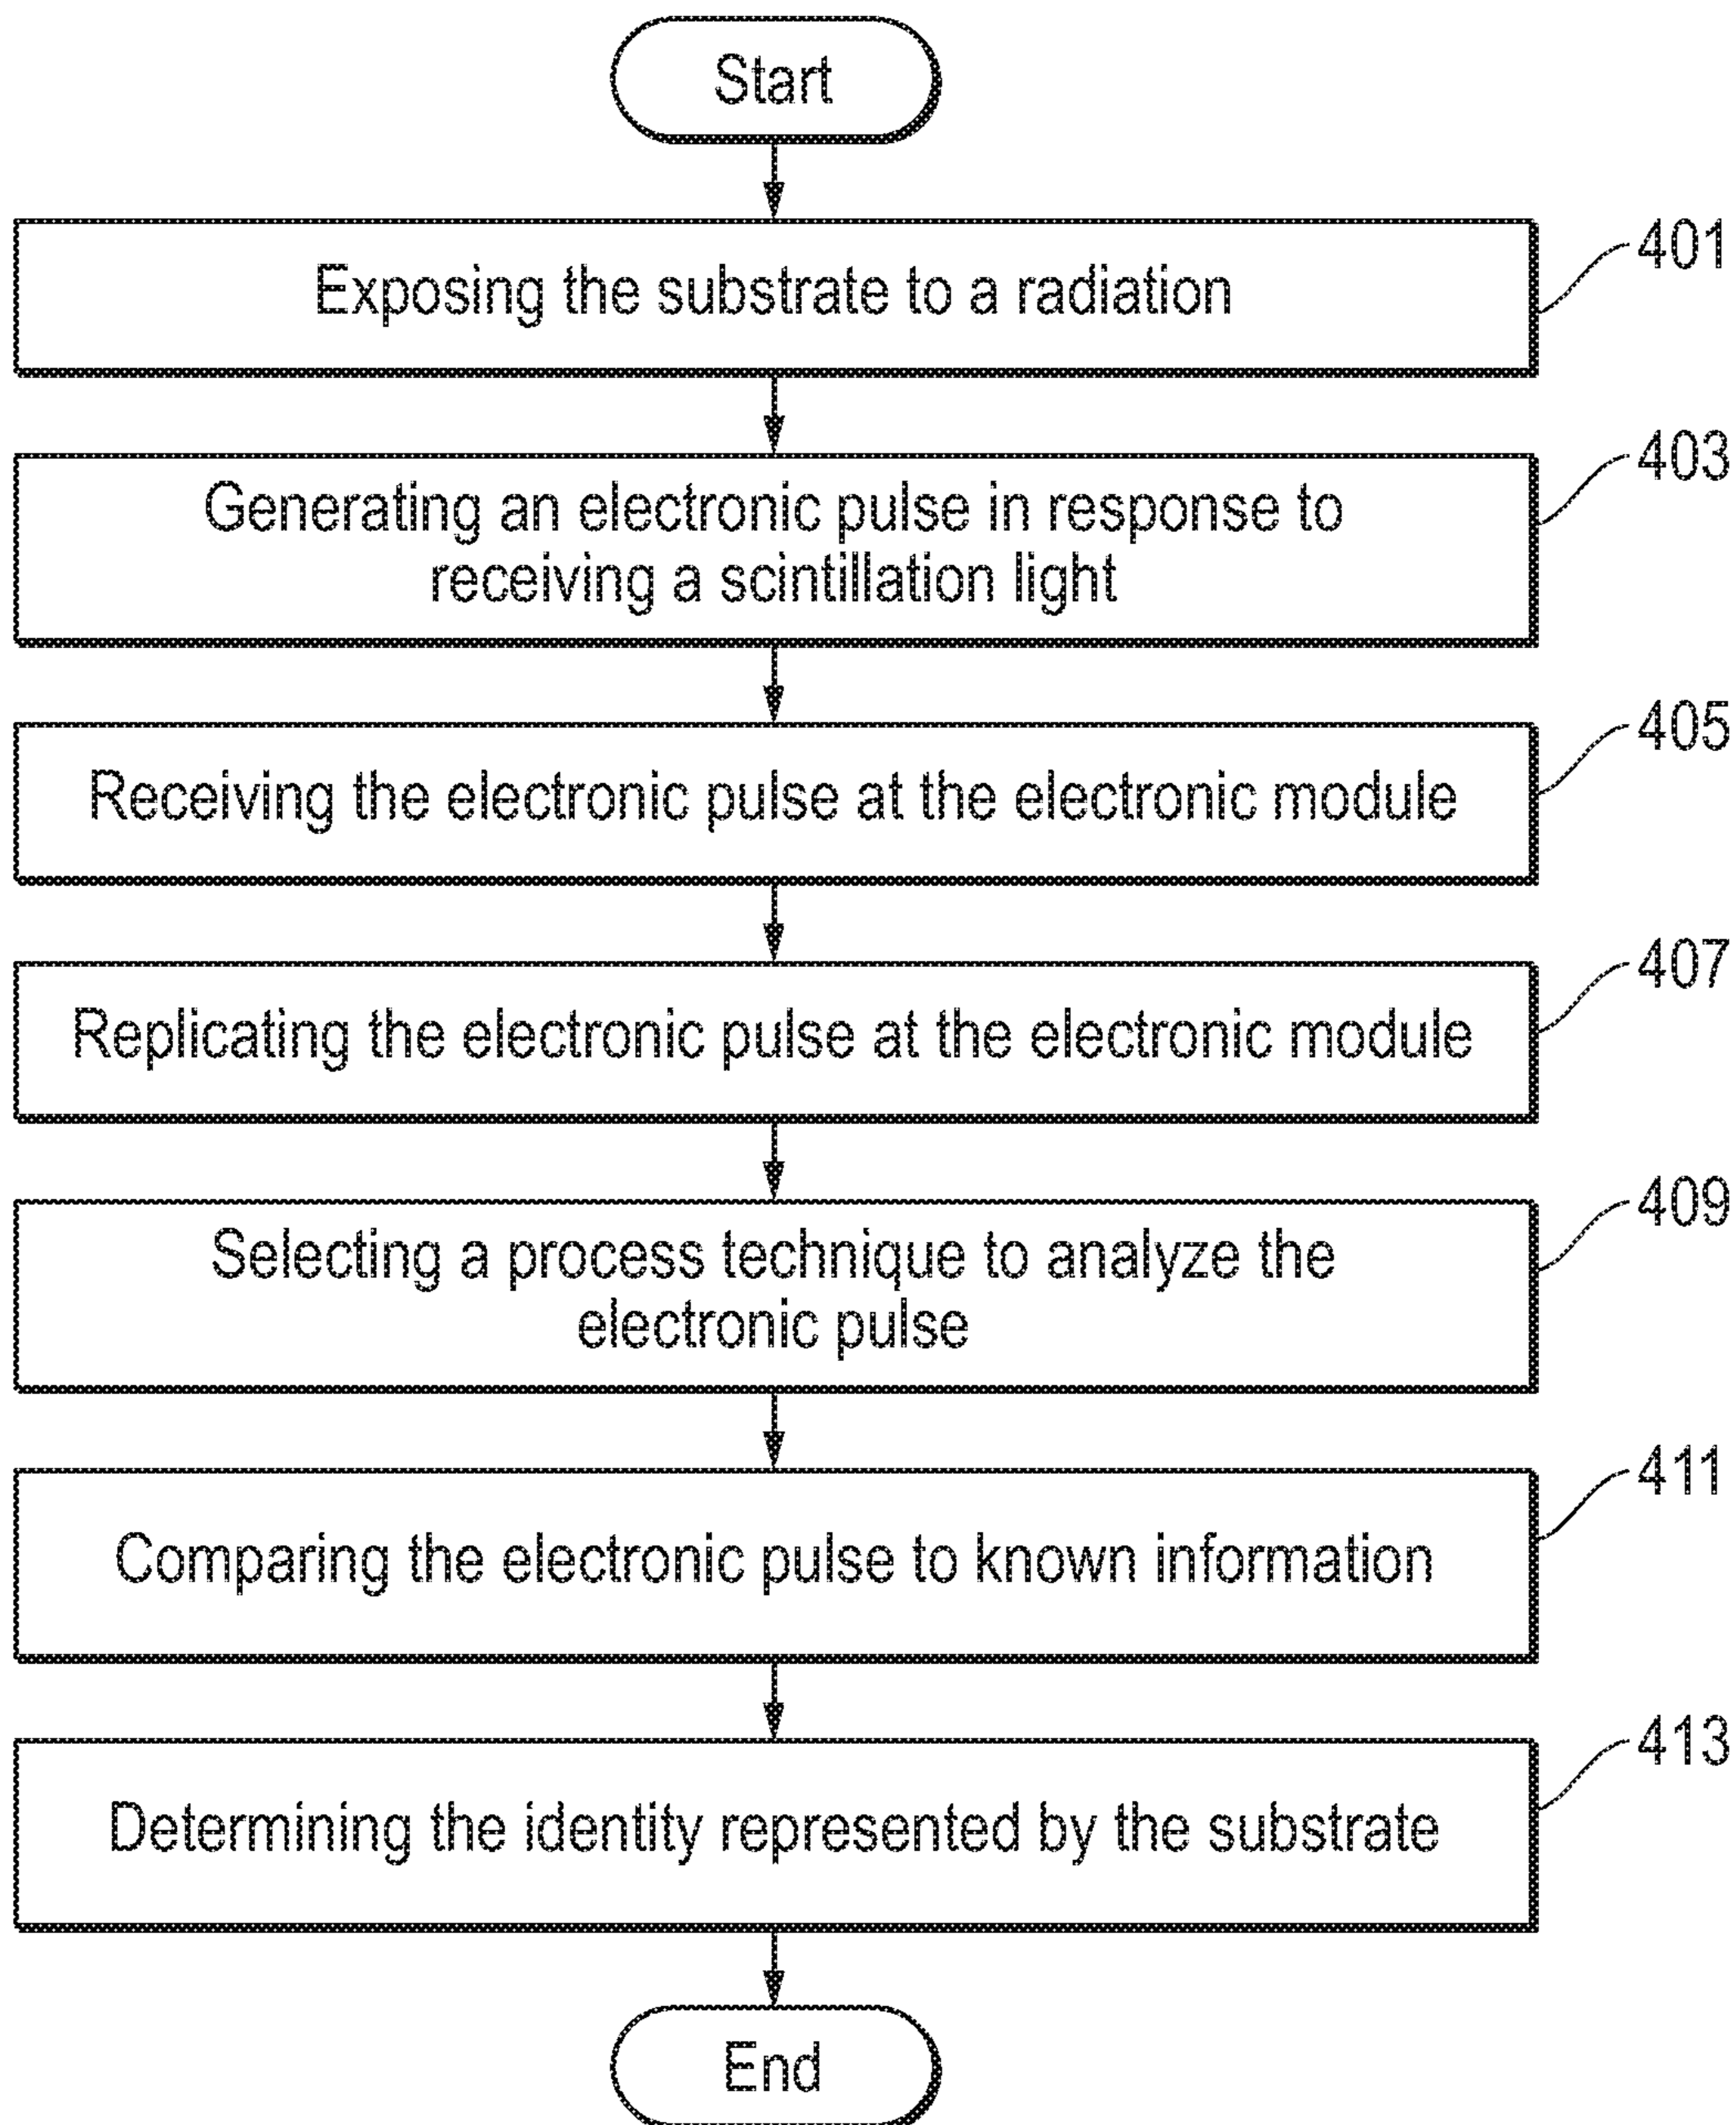 Start
Exposing the substrate to a radiation
401
Generating an electronic pulse in response to
receiving a scintillation light
403
Receiving the electronic pulse at the electronic module
405
Replicating the electronic pulse at the electronic module
407
Selecting a process technique to analyze the
electronic pulse
409
Comparing the electronic pulse to known information
411
Determining the identity represented by the substrate
413
End